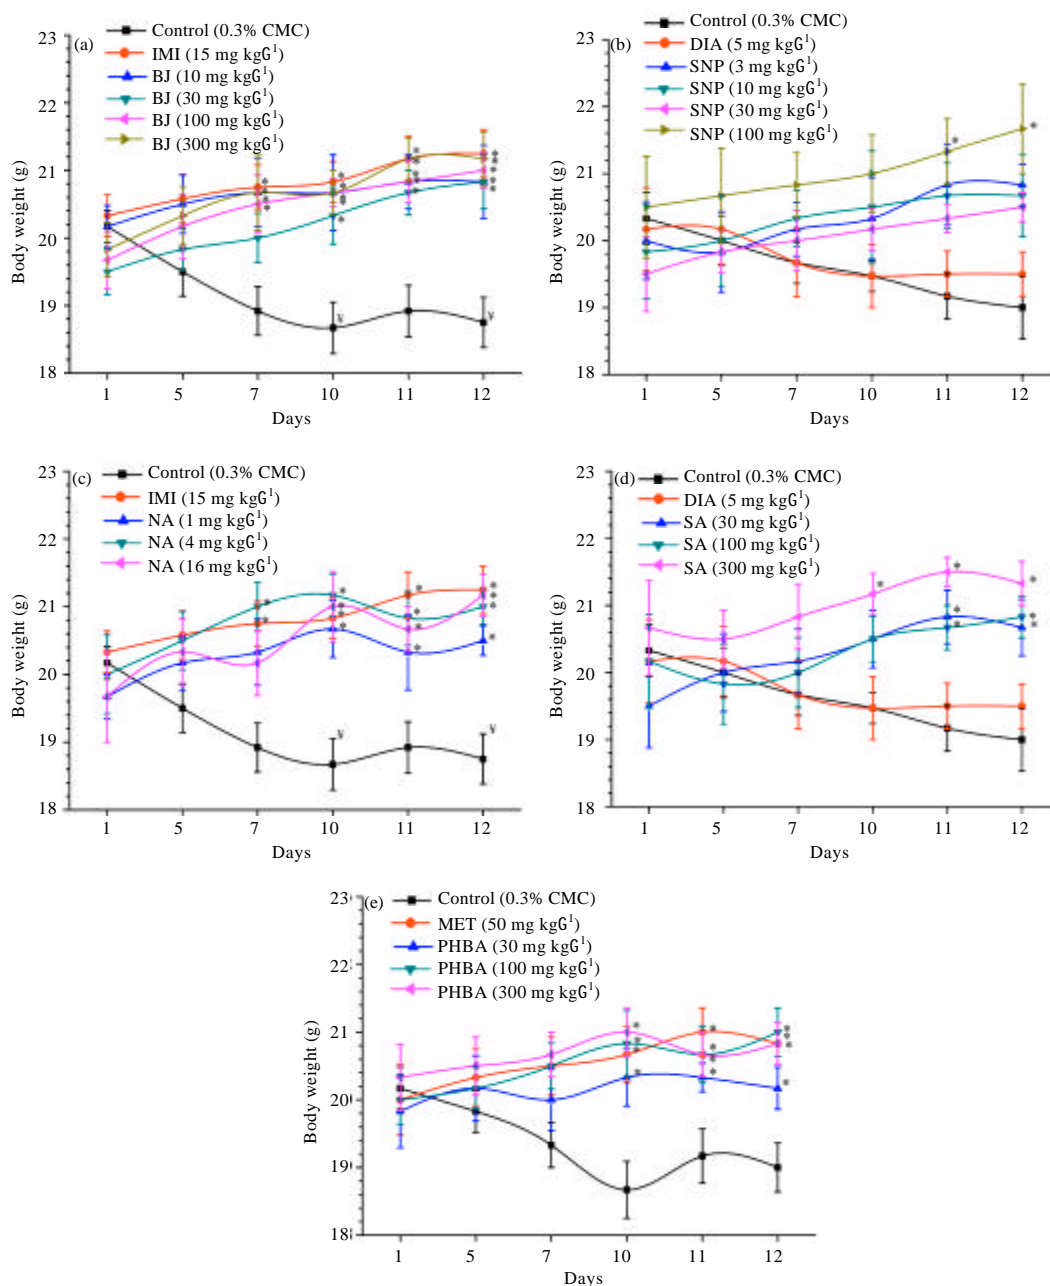 (a)
Control (0.3% CMC)
IMI (15 mg kgG¹)
BJ (10 mg kgG¹)
BJ (30 mg kgG¹)
BJ (100 mg kgG¹)
BJ (300 mg kgG¹)
23
22
21
20
19
18
Body weight (g)
* * * * * * * * * * * * * * * *
¥ ¥
1 5 7 10 11 12
Days
(b)
Control (0.3% CMC)
DIA (5 mg kgG¹)
SNP (3 mg kgG¹)
SNP (10 mg kgG¹)
SNP (30 mg kgG¹)
SNP (100 mg kgG¹)
23
22
21
20
19
18
Body weight (g)
* *
1 5 7 10 11 12
Days
(c)
Control (0.3% CMC)
IMI (15 mg kgG¹)
NA (1 mg kgG¹)
NA (4 mg kgG¹)
NA (16 mg kgG¹)
23
22
21
20
19
18
Body weight (g)
* * * * * * * * * * * * *
¥ ¥
1 5 7 10 11 12
Days
(d)
Control (0.3% CMC)
DIA (5 mg kgG¹)
SA (30 mg kgG¹)
SA (100 mg kgG¹)
SA (300 mg kgG¹)
23
22
21
20
19
18
Body weight (g)
* * * * * * *
1 5 7 10 11 12
Days
(e)
Control (0.3% CMC)
MET (50 mg kgG¹)
PHBA (30 mg kgG¹)
PHBA (100 mg kgG¹)
PHBA (300 mg kgG¹)
23
22
21
20
19
18
Body weight (g)
* * * * * * * * * * * *
1 5 7 10 11 12
Days